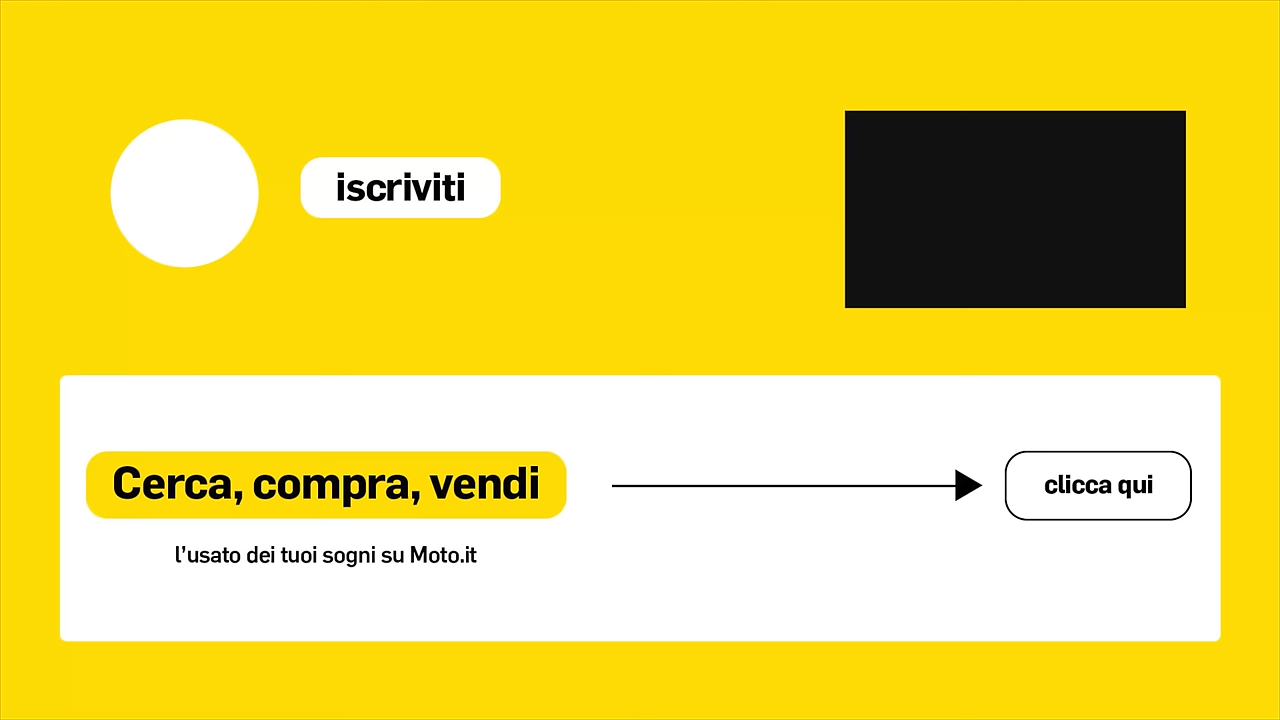 iscriviti
Cerca, compra, vendi
clicca qui
l’usato dei tuoi sogni su Moto.it